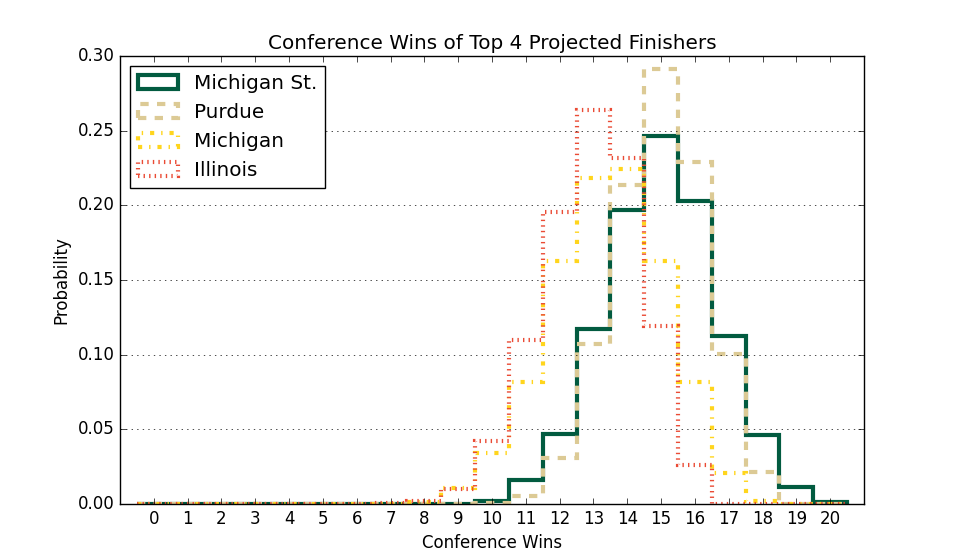 Conference Wins of Top 4 Projected Finishers
Michigan St.
Purdue
Michigan
Illinois
Probability
0.30
0.25
0.20
0.15
0.10
0.05
0.00
0 1 2 3 4 5 6 7 8 9 10 11 12 13 14 15 16 17 18 19 20
Conference Wins